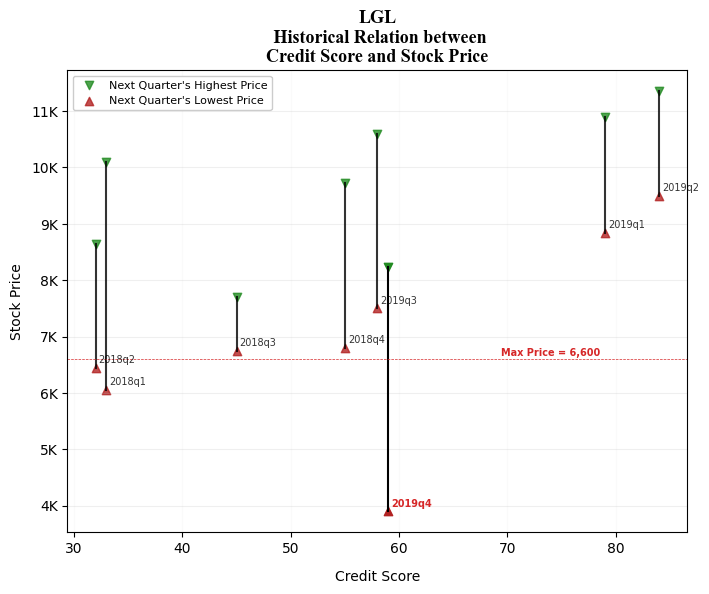 LGL
Historical Relation between
Credit Score and Stock Price
Next Quarter's Highest Price
Next Quarter's Lowest Price
11K
10K
9K
8K
7K
6K
5K
4K
Stock Price
2019q2
2019q1
2019q3
2018q4
2018q3
Max Price = 6,600
2018q2
2018q1
2019q4
30
40
50
60
70
80
Credit Score